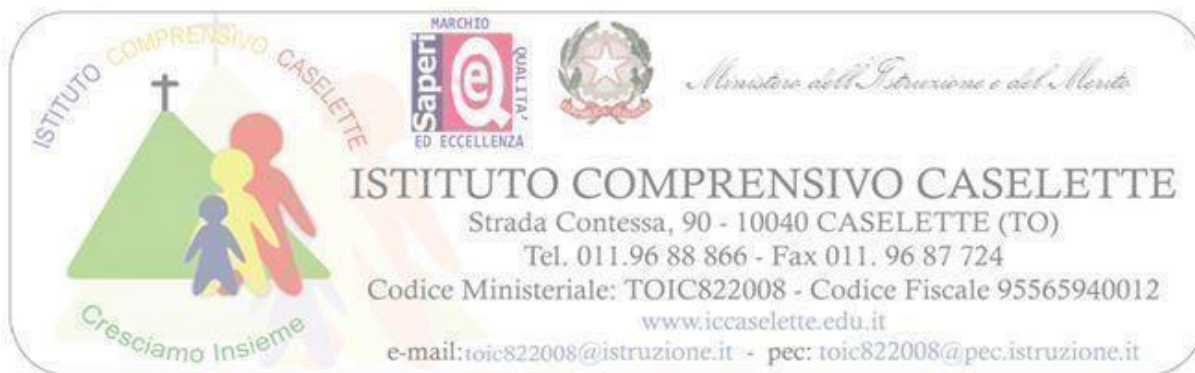 ISTITUTO COMPRENSIVO CASELETTE
Cresciamo Insieme
MARCHIO
Saperi
QUALITA'
ED ECCELLENZA
Ministero dell'Istruzione e del Merito
ISTITUTO COMPRENSIVO CASELETTE
Strada Contessa, 90 - 10040 CASELETTE (TO)
Tel. 011.96 88 866 - Fax 011. 96 87 724
Codice Ministeriale: TOIC822008 - Codice Fiscale 95565940012
www.iccaselette.edu.it
e-mail:toic822008@istruzione.it - pec: toic822008@pec.istruzione.it